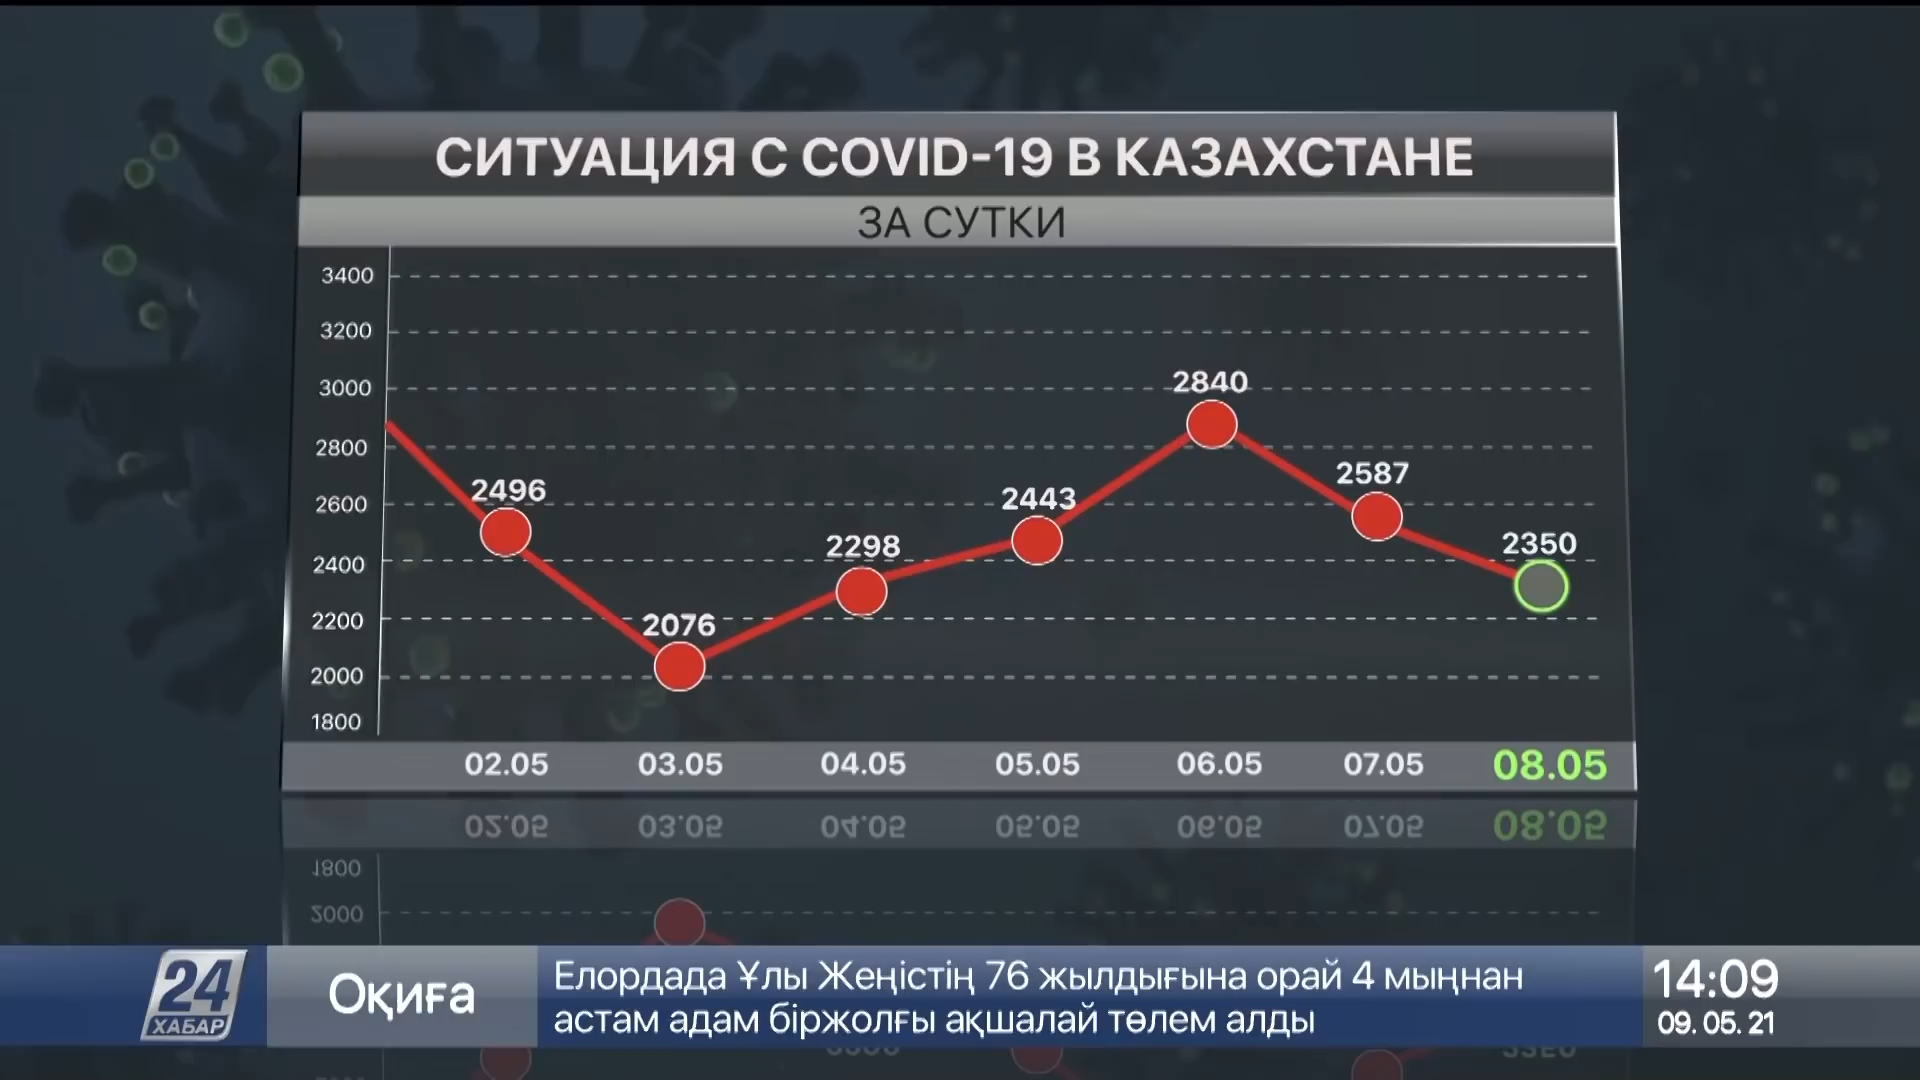 СИТУАЦИЯ С COVID-19 В КАЗАХСТАНЕ
ЗА СУТКИ
3400
3200
3000
2800
2600
2400
2200
2000
1800
2496
2076
2298
2443
2840
2587
2350
02.05 03.05 04.05 05.05 06.05 07.05 08.05
24
ХАБАР
Оқиға
Елордада Ұлы Жеңістің 76 жылдығына орай 4 мыңнан
астам адам біржолғы ақшалай төлем алды
14:09
09. 05. 21